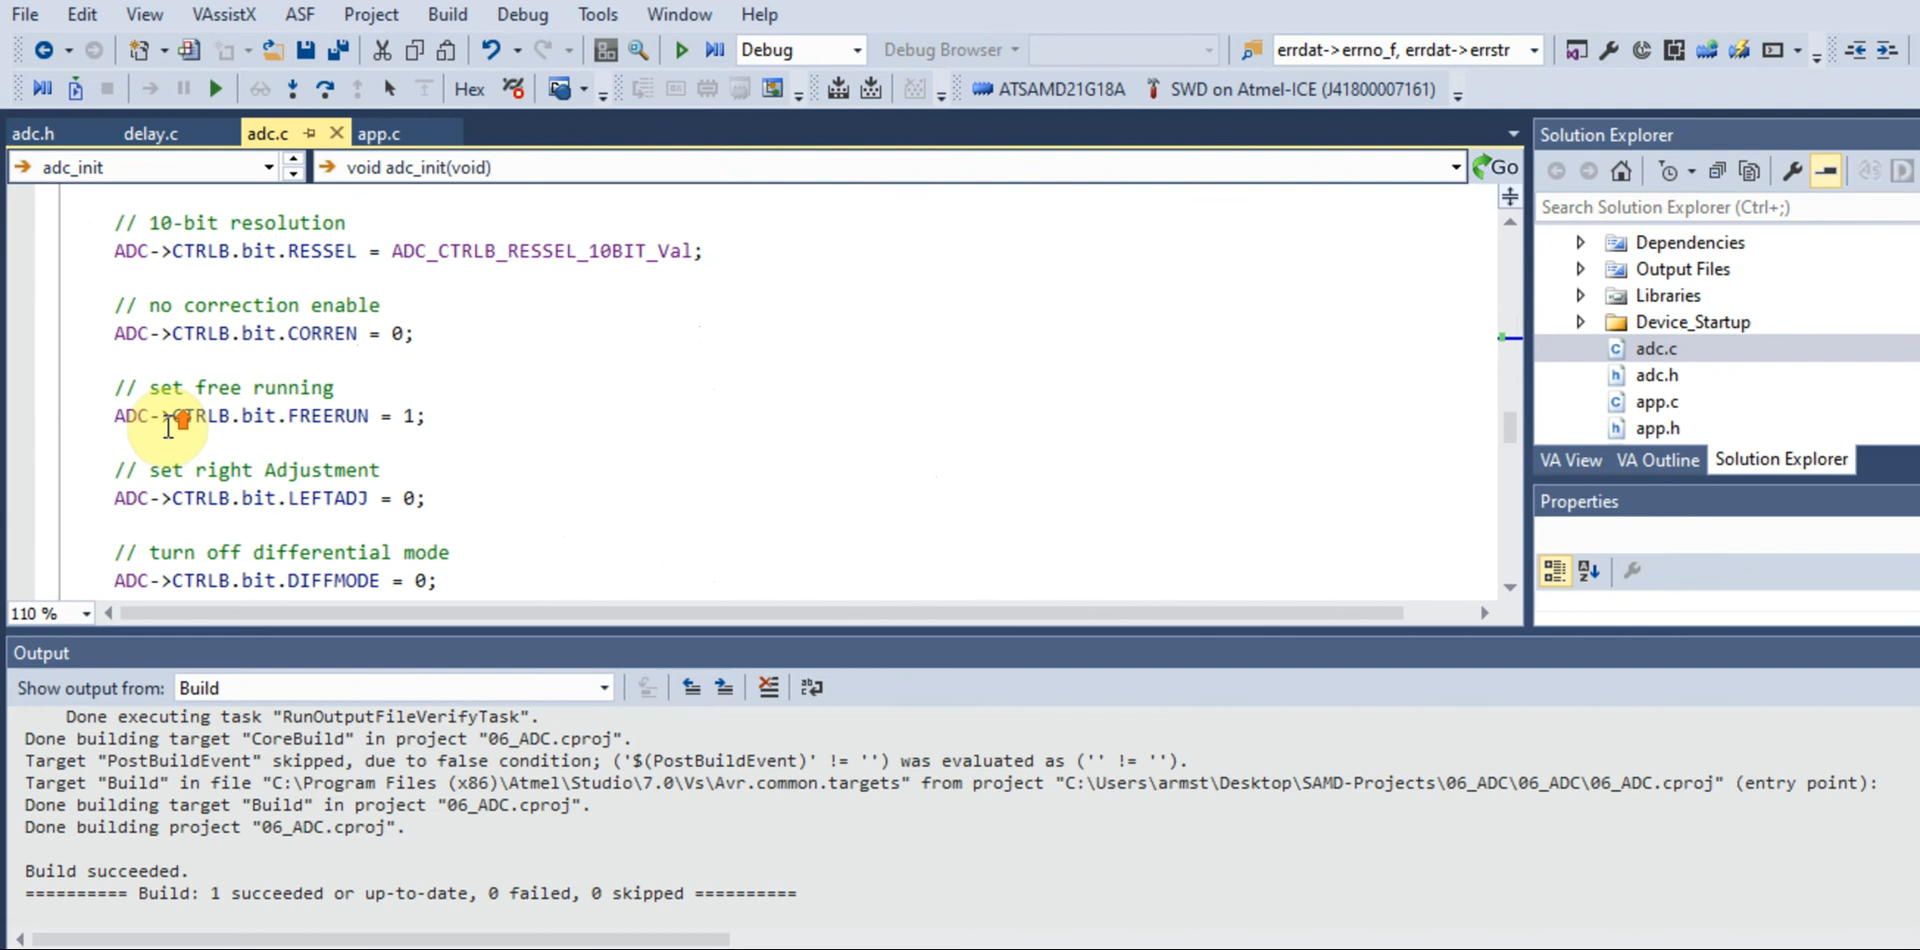 File Edit View VAssistX ASF Project Build Debug Tools Window Help
Debug Debug Browser errdat->errno_f, errdat->errstr
Hex ATSAMD21G18A SWD on Atmel-ICE (J41800007161)
adc.h delay.c adc.c app.c
adc_init void adc_init(void) Go
// 10-bit resolution
ADC->CTRLB.bit.RESSEL = ADC_CTRLB_RESSEL_10BIT_Val;
// no correction enable
ADC->CTRLB.bit.CORREN = 0;
// set free running
ADC->CTRLB.bit.FREERUN = 1;
// set right Adjustment
ADC->CTRLB.bit.LEFTADJ = 0;
// turn off differential mode
ADC->CTRLB.bit.DIFFMODE = 0;
110 %
Solution Explorer
Search Solution Explorer (Ctrl+;)
Dependencies
Output Files
Libraries
Device_Startup
adc.c
adc.h
app.c
app.h
VA View VA Outline Solution Explorer
Properties
Output
Show output from: Build
Done executing task "RunOutputFileVerifyTask".
Done building target "CoreBuild" in project "06_ADC.cproj".
Target "PostBuildEvent" skipped, due to false condition; ('$(PostBuildEvent)' != '') was evaluated as ('' != '').
Target "Build" in file "C:\Program Files (x86)\Atmel\Studio\7.0\Vs\Avr.common.targets" from project "C:\Users\armst\Desktop\SAMD-Projects\06_ADC\06_ADC\06_ADC.cproj" (entry point):
Done building target "Build" in project "06_ADC.cproj".
Done building project "06_ADC.cproj".
Build succeeded.
========== Build: 1 succeeded or up-to-date, 0 failed, 0 skipped ==========